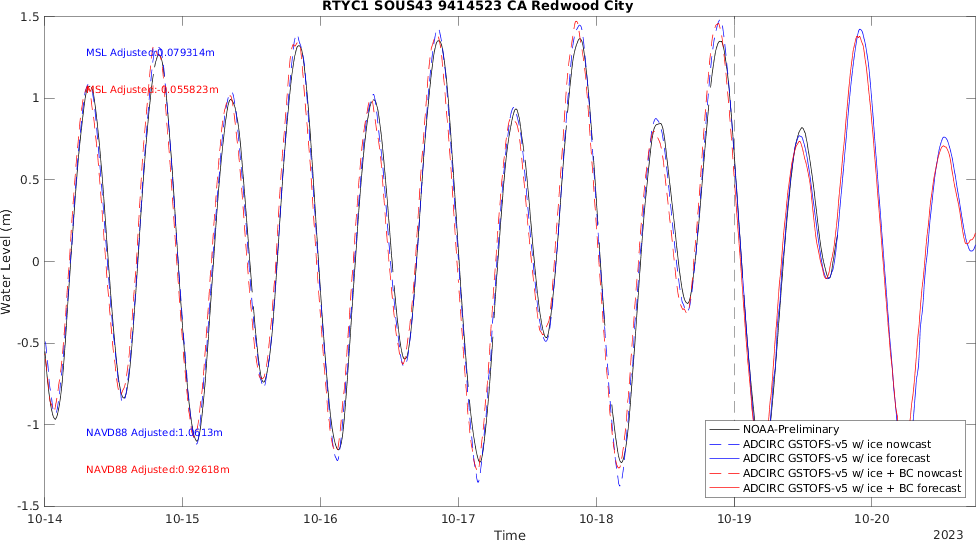 RTYC1 SOUS43 9414523 CA Redwood City
1.5
1
0.5
0
-0.5
-1
-1.5
Water Level (m)
MSL Adjusted:0.079314m
MSL Adjusted:-0.055823m
NAVD88 Adjusted:1.0613m
NAVD88 Adjusted:0.92618m
NOAA-Preliminary
ADCIRC GSTOFS-v5 w/ ice nowcast
ADCIRC GSTOFS-v5 w/ ice forecast
ADCIRC GSTOFS-v5 w/ ice + BC nowcast
ADCIRC GSTOFS-v5 w/ ice + BC forecast
10-14 10-15 10-16 10-17 10-18 10-19 10-20
Time
2023